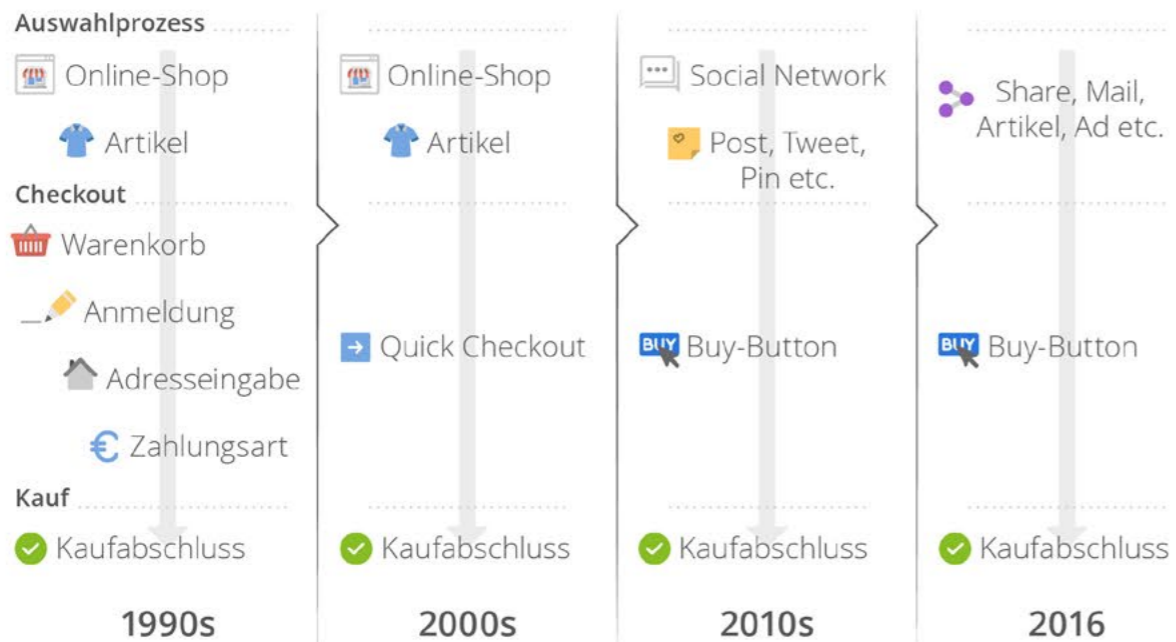 Auswahlprozess
Online-Shop
Artikel
Checkout
Warenkorb
Anmeldung
Adresseingabe
Zahlungsart
Kauf
Kaufabschluss
1990s
Online-Shop
Artikel
Quick Checkout
Kaufabschluss
2000s
Social Network
Post, Tweet,
Pin etc.
BUY Buy-Button
Kaufabschluss
2010s
Share, Mail,
Artikel, Ad etc.
BUY Buy-Button
Kaufabschluss
2016